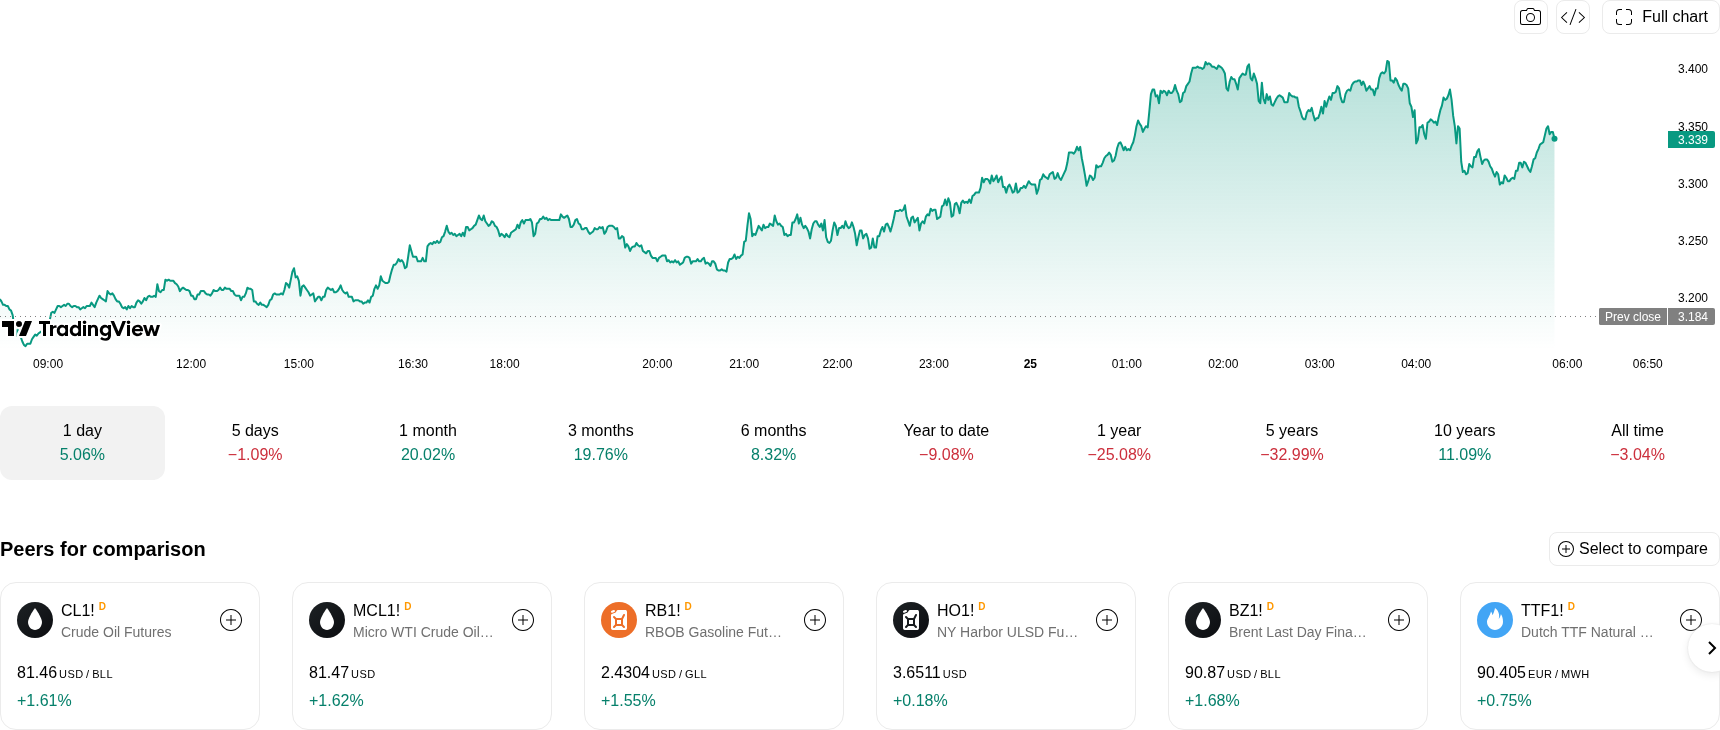 Full chart
3.400
3.350
3.339
3.300
3.250
3.200
Prev close 3.184
TradingView
09:00 12:00 15:00 16:30 18:00 20:00 21:00 22:00 23:00 25 01:00 02:00 03:00 04:00 06:00 06:50
1 day 5 days 1 month 3 months 6 months Year to date 1 year 5 years 10 years All time
5.06% −1.09% 20.02% 19.76% 8.32% −9.08% −25.08% −32.99% 11.09% −3.04%
Peers for comparison
Select to compare
CL1! D
Crude Oil Futures
81.46 USD / BLL
+1.61%
MCL1! D
Micro WTI Crude Oil…
81.47 USD
+1.62%
RB1! D
RBOB Gasoline Fut…
2.4304 USD / GLL
+1.55%
HO1! D
NY Harbor ULSD Fu…
3.6511 USD
+0.18%
BZ1! D
Brent Last Day Fina…
90.87 USD / BLL
+1.68%
TTF1! D
Dutch TTF Natural …
90.405 EUR / MWH
+0.75%